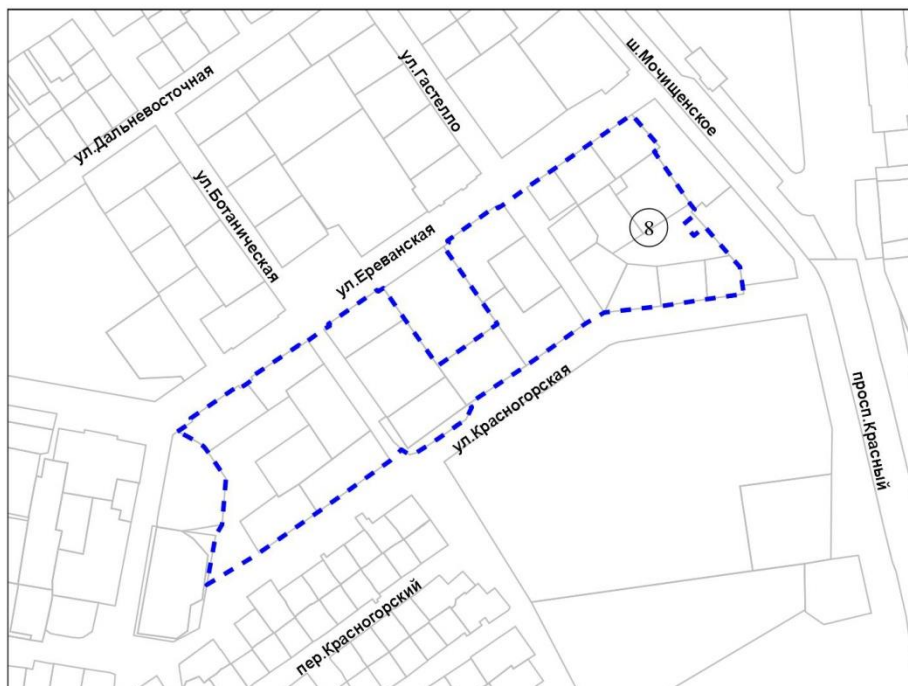 ул.Дальневосточная
ул.Гастелло
ш.Мочищенское
ул.Ботаническая
ул.Ереванская
8
ул.Красногорская
просп.Красный
пер.Красногорский